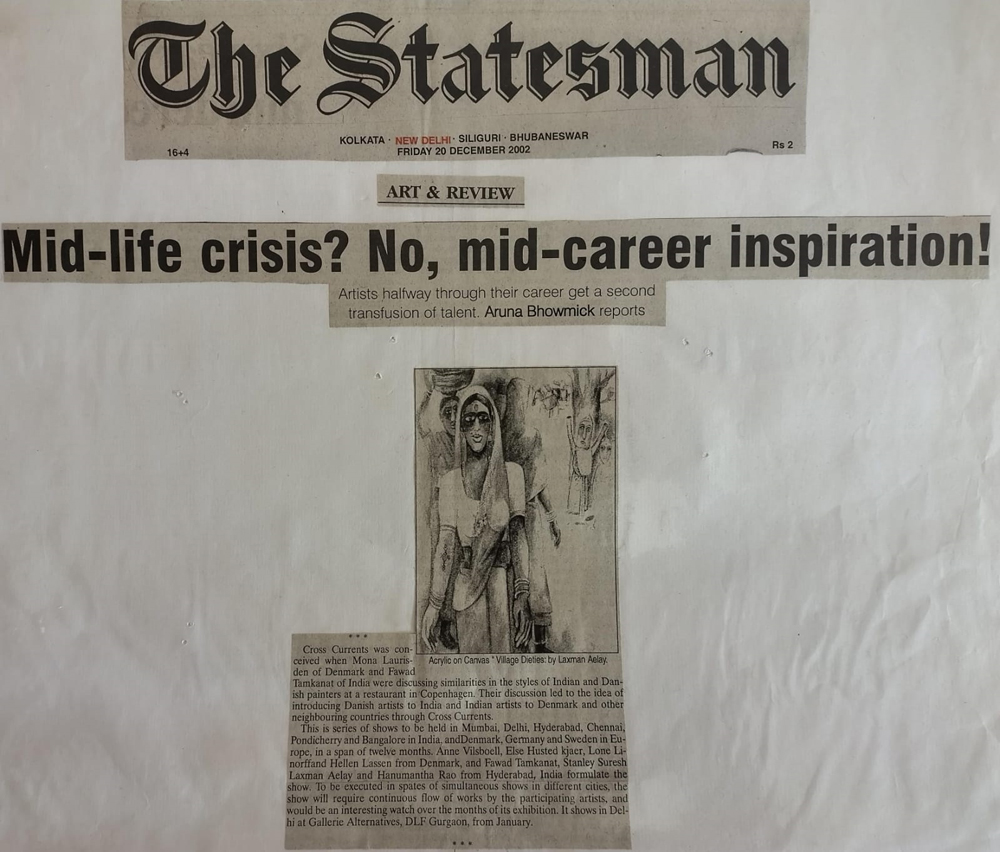 The Statesman
KOLKATA · NEW DELHI · SILIGURI · BHUBANESWAR
16+4
FRIDAY 20 DECEMBER 2002
Rs 2
ART & REVIEW
Mid-life crisis? No, mid-career inspiration!
Artists halfway through their career get a second
transfusion of talent. Aruna Bhowmick reports
Acrylic on Canvas " Village Dieties: by Laxman Aelay.
***
Cross Currents was con-
ceived when Mona Lauris-
den of Denmark and Fawad
Tamkanat of India were discussing similarities in the styles of Indian and Dan-
ish painters at a restaurant in Copenhagen. Their discussion led to the idea of
introducing Danish artists to India and Indian artists to Denmark and other
neighbouring countries through Cross Currents.
This is series of shows to be held in Mumbai, Delhi, Hyderabad, Chennai,
Pondicherry and Bangalore in India, andDenmark, Germany and Sweden in Eu-
rope, in a span of twelve months. Anne Vilsboell, Else Husted kjaer, Lone Li-
norffand Hellen Lassen from Denmark, and Fawad Tamkanat, Stanley Suresh
Laxman Aelay and Hanumantha Rao from Hyderabad, India formulate the
show. To be executed in spates of simultaneous shows in different cities, the
show will require continuous flow of works by the participating artists, and
would be an interesting watch over the months of its exhibition. It shows in Del-
hi at Gallerie Alternatives, DLF Gurgaon, from January.
***